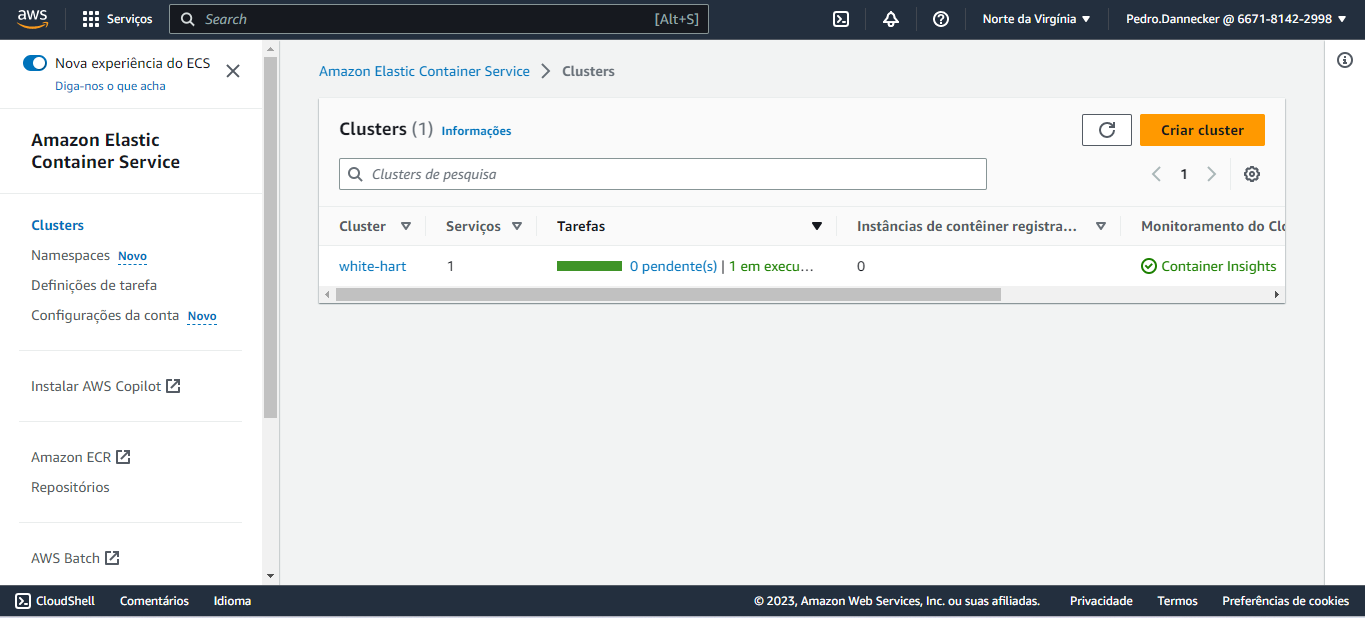 aws
Serviços
Search
[Alt+S]
Norte da Virgínia
Pedro.Dannecker @ 6671-8142-2998
Nova experiência do ECS
Diga-nos o que acha
Amazon Elastic
Container Service
Clusters
Namespaces Novo
Definições de tarefa
Configurações da conta Novo
Instalar AWS Copilot
Amazon ECR
Repositórios
AWS Batch
Amazon Elastic Container Service
Clusters
Clusters (1) Informações
Criar cluster
Clusters de pesquisa
1
Cluster
Serviços
Tarefas
Instâncias de contêiner registra...
Monitoramento do Clo
white-hart
1
0 pendente(s) | 1 em execu...
0
Container Insights
CloudShell
Comentários
Idioma
© 2023, Amazon Web Services, Inc. ou suas afiliadas.
Privacidade
Termos
Preferências de cookies